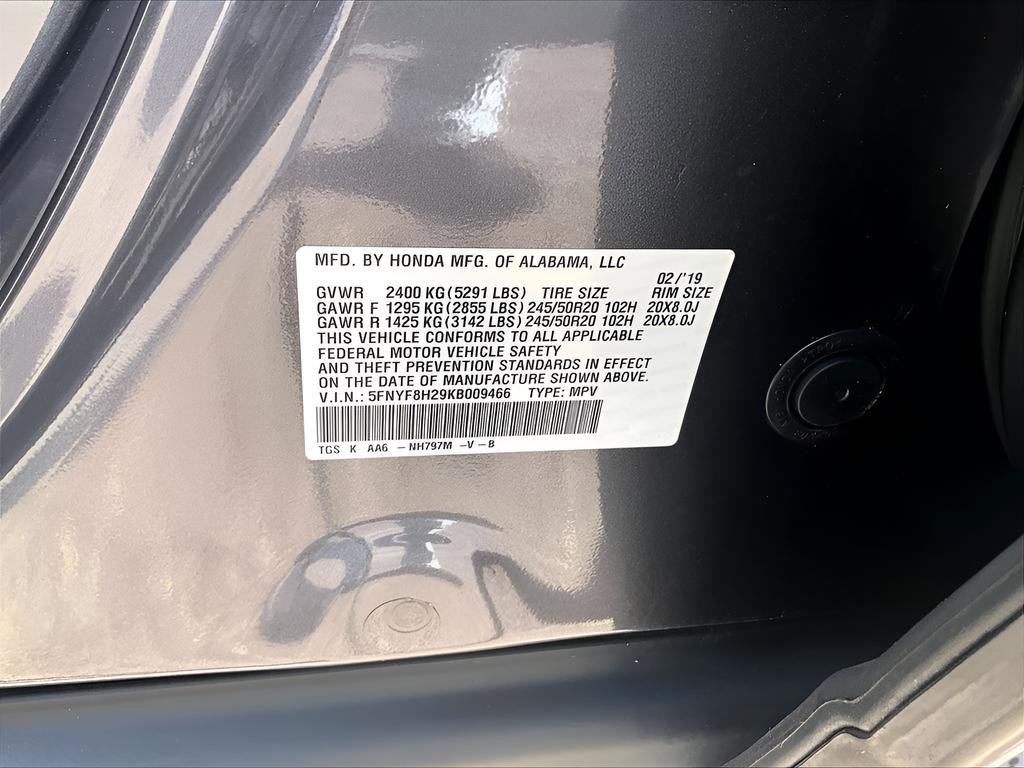 MFD. BY HONDA MFG. OF ALABAMA, LLC
02/'19
GVWR 2400 KG (5291 LBS) TIRE SIZE RIM SIZE
GAWR F 1295 KG (2855 LBS) 245/50R20 102H 20X8.0J
GAWR R 1425 KG (3142 LBS) 245/50R20 102H 20X8.0J
THIS VEHICLE CONFORMS TO ALL APPLICABLE
FEDERAL MOTOR VEHICLE SAFETY
AND THEFT PREVENTION STANDARDS IN EFFECT
ON THE DATE OF MANUFACTURE SHOWN ABOVE.
V.I.N.: 5FNYF8H29KB009466 TYPE: MPV
TGS K AA6 – NH797M –V –B